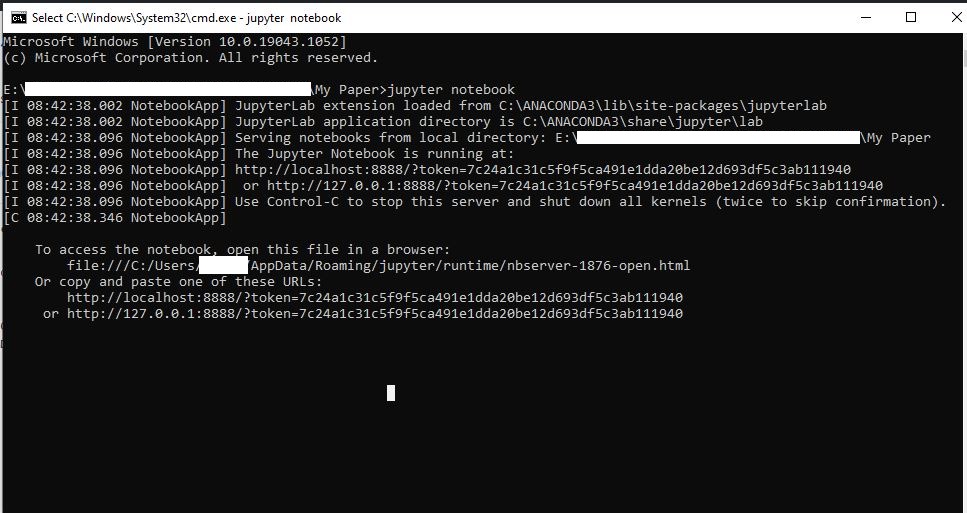 Select C:\Windows\System32\cmd.exe - jupyter  notebook
Microsoft Windows [Version 10.0.19043.1052]
(c) Microsoft Corporation. All rights reserved.
E:\ \My Paper>jupyter notebook
[I 08:42:38.002 NotebookApp] JupyterLab extension loaded from C:\ANACONDA3\lib\site-packages\jupyterlab
[I 08:42:38.002 NotebookApp] JupyterLab application directory is C:\ANACONDA3\share\jupyter\lab
[I 08:42:38.096 NotebookApp] Serving notebooks from local directory: E:\ \My Paper
[I 08:42:38.096 NotebookApp] The Jupyter Notebook is running at:
[I 08:42:38.096 NotebookApp] http://localhost:8888/?token=7c24a1c31c5f9f5ca491e1dda20be12d693df5c3ab111940
[I 08:42:38.096 NotebookApp]  or http://127.0.0.1:8888/?token=7c24a1c31c5f9f5ca491e1dda20be12d693df5c3ab111940
[I 08:42:38.096 NotebookApp] Use Control-C to stop this server and shut down all kernels (twice to skip confirmation).
[C 08:42:38.346 NotebookApp]
To access the notebook, open this file in a browser:
file:///C:/Users/ /AppData/Roaming/jupyter/runtime/nbserver-1876-open.html
Or copy and paste one of these URLs:
http://localhost:8888/?token=7c24a1c31c5f9f5ca491e1dda20be12d693df5c3ab111940
or http://127.0.0.1:8888/?token=7c24a1c31c5f9f5ca491e1dda20be12d693df5c3ab111940